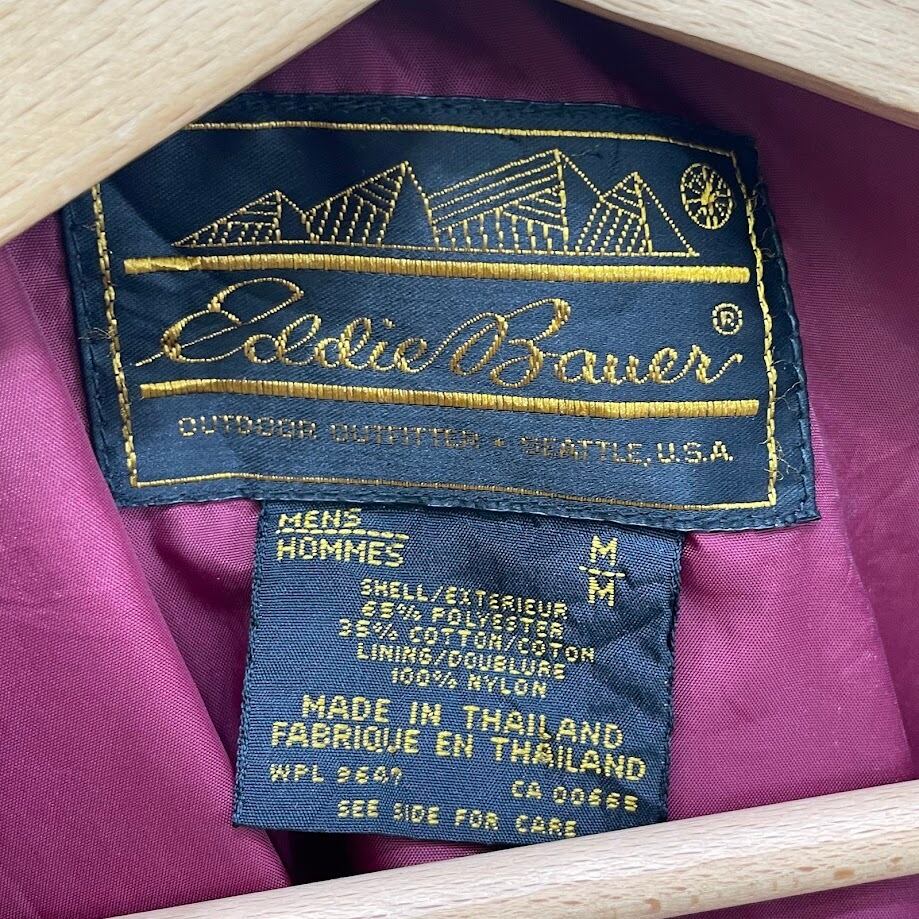 Eddie Bauer®
OUTDOOR OUTFITTER • SEATTLE, U.S.A.
MENS M
HOMMES M
SHELL/EXTERIEUR
65% POLYESTER
35% COTTON/COTON
LINING/DOUBLURE
100% NYLON
MADE IN THAILAND
FABRIQUE EN THAILAND
WPL 9647 CA 00665
SEE SIDE FOR CARE